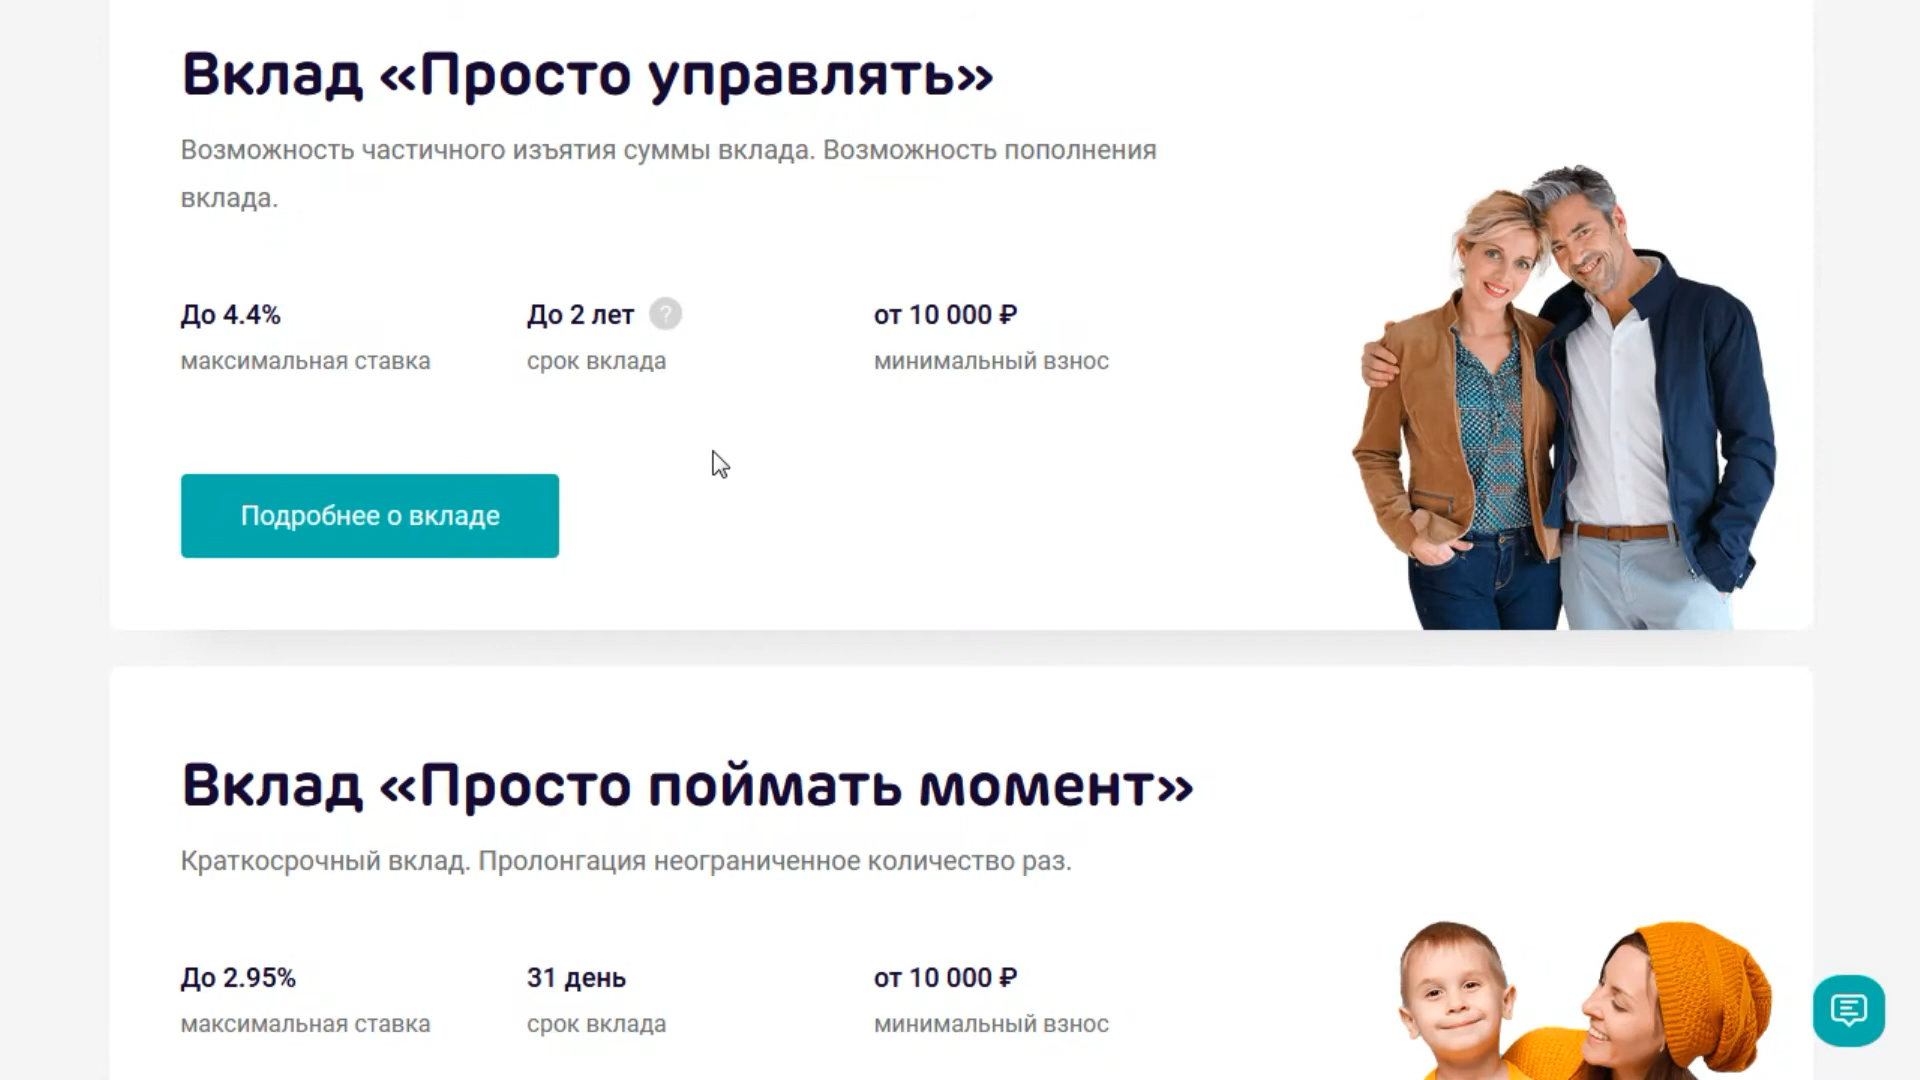 Вклад «Просто управлять»
Возможность частичного изъятия суммы вклада. Возможность пополнения
вклада.
До 4.4%
До 2 лет ?
от 10 000 ₽
максимальная ставка
срок вклада
минимальный взнос
Подробнее о вкладе
Вклад «Просто поймать момент»
Краткосрочный вклад. Пролонгация неограниченное количество раз.
До 2.95%
31 день
от 10 000 ₽
максимальная ставка
срок вклада
минимальный взнос